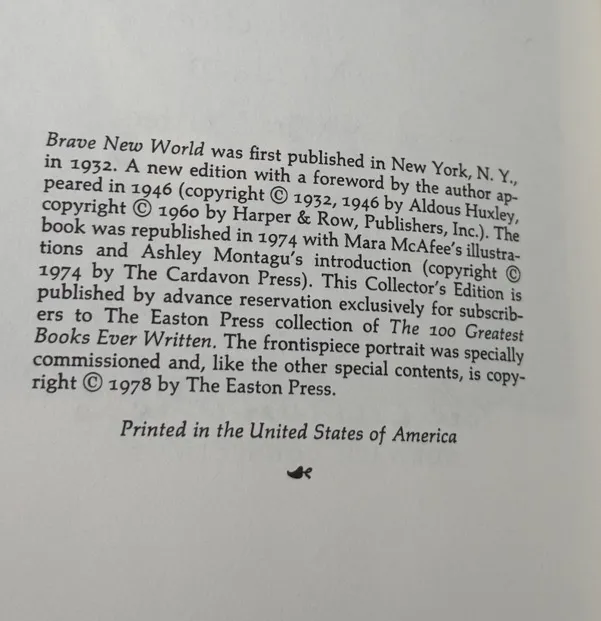 Brave New World was first published in New York, N. Y.,
in 1932. A new edition with a foreword by the author ap-
peared in 1946 (copyright © 1932, 1946 by Aldous Huxley,
copyright © 1960 by Harper & Row, Publishers, Inc.). The
book was republished in 1974 with Mara McAfee's illustra-
tions and Ashley Montagu's introduction (copyright ©
1974 by The Cardavon Press). This Collector's Edition is
published by advance reservation exclusively for subscrib-
ers to The Easton Press collection of The 100 Greatest
Books Ever Written. The frontispiece portrait was specially
commissioned and, like the other special contents, is copy-
right © 1978 by The Easton Press.
Printed in the United States of America